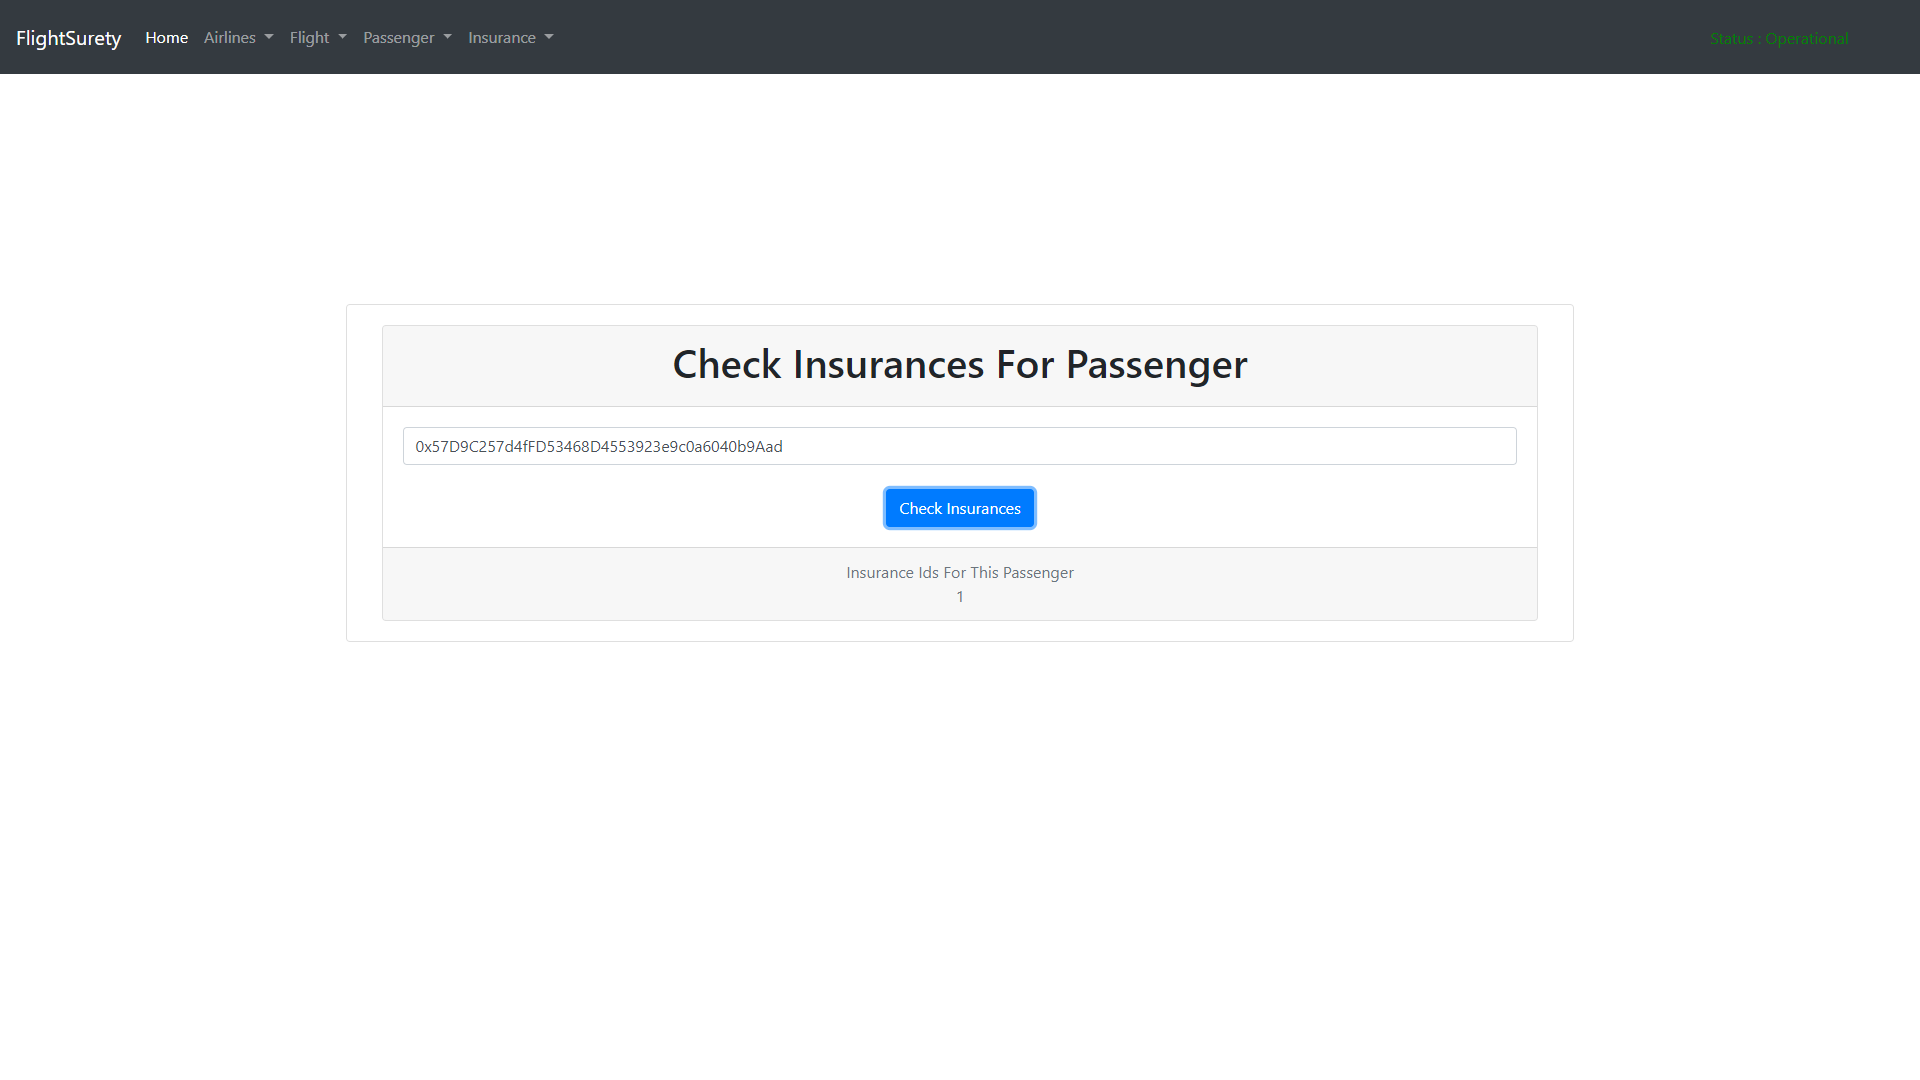 FlightSurety Home Airlines Flight Passenger Insurance Status : Operational
Check Insurances For Passenger
0x57D9C257d4fFD53468D4553923e9c0a6040b9Aad
Check Insurances
Insurance Ids For This Passenger
1